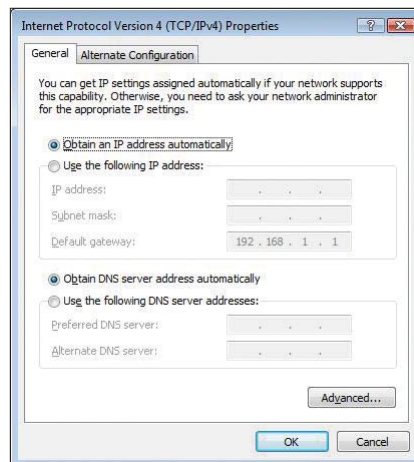 Internet Protocol Version 4 (TCP/IPv4) Properties
General
Alternate Configuration
You can get IP settings assigned automatically if your network supports
this capability. Otherwise, you need to ask your network administrator
for the appropriate IP settings.
Obtain an IP address automatically
Use the following IP address:
IP address: . . .
Subnet mask: . . .
Default gateway: 192 . 168 . 1 . 1
Obtain DNS server address automatically
Use the following DNS server addresses:
Preferred DNS server: . . .
Alternate DNS server: . . .
Advanced...
OK
Cancel